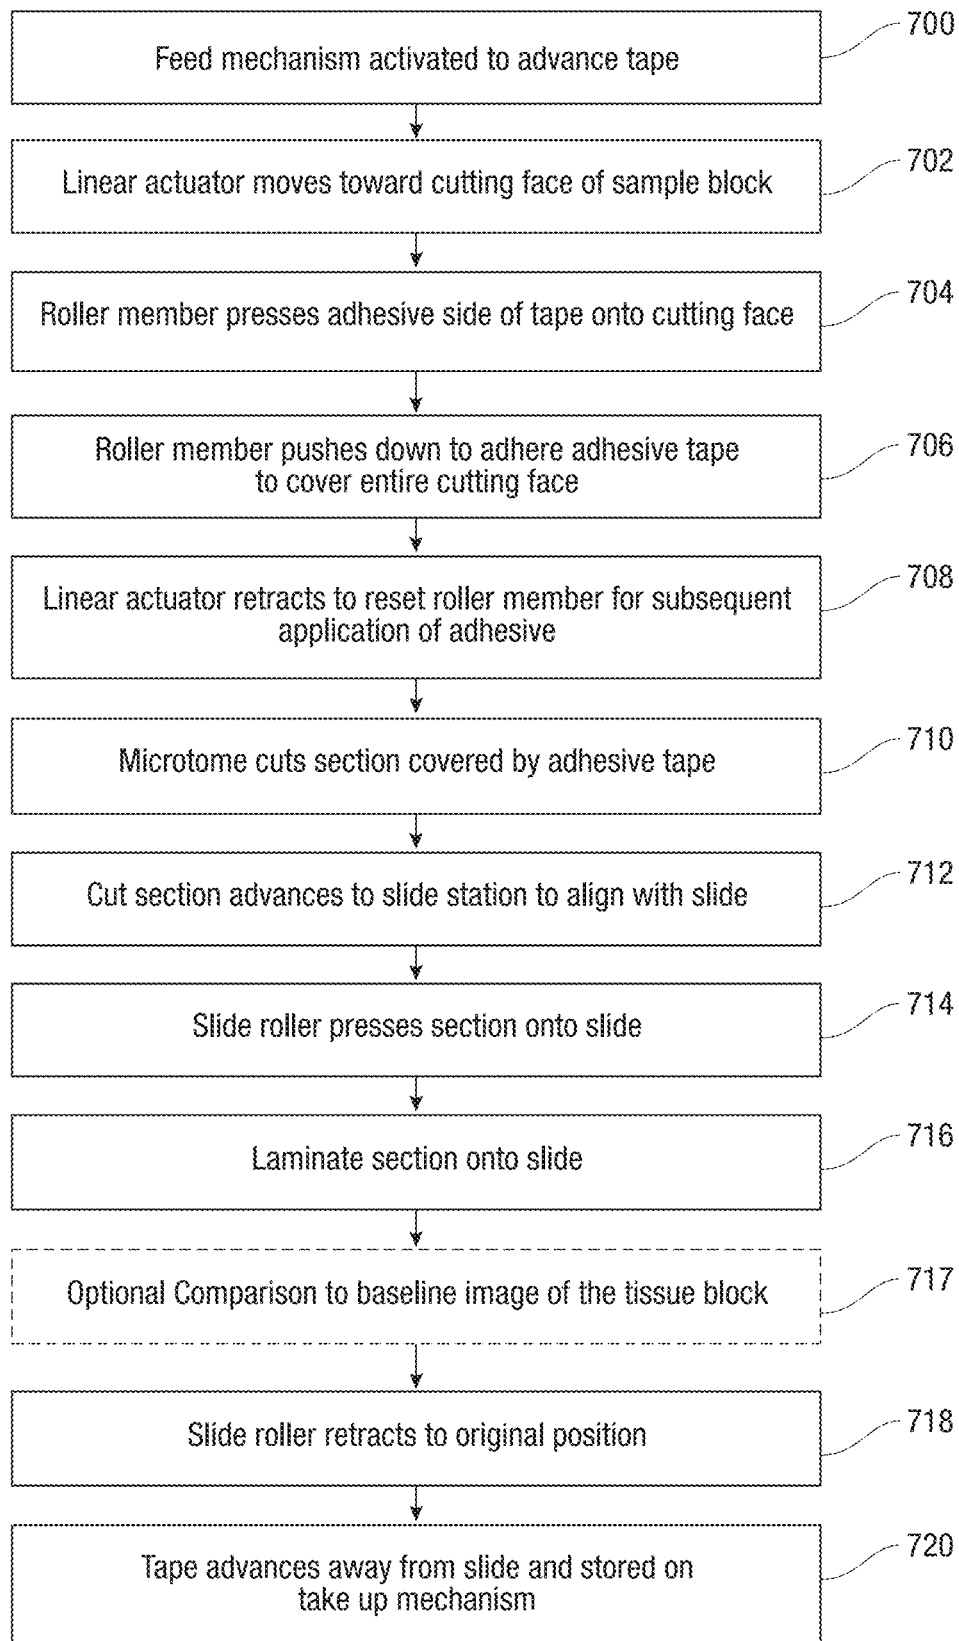 700
Feed mechanism activated to advance tape
702
Linear actuator moves toward cutting face of sample block
704
Roller member presses adhesive side of tape onto cutting face
706
Roller member pushes down to adhere adhesive tape
to cover entire cutting face
708
Linear actuator retracts to reset roller member for subsequent
application of adhesive
710
Microtome cuts section covered by adhesive tape
712
Cut section advances to slide station to align with slide
714
Slide roller presses section onto slide
716
Laminate section onto slide
717
Optional Comparison to baseline image of the tissue block
718
Slide roller retracts to original position
720
Tape advances away from slide and stored on
take up mechanism